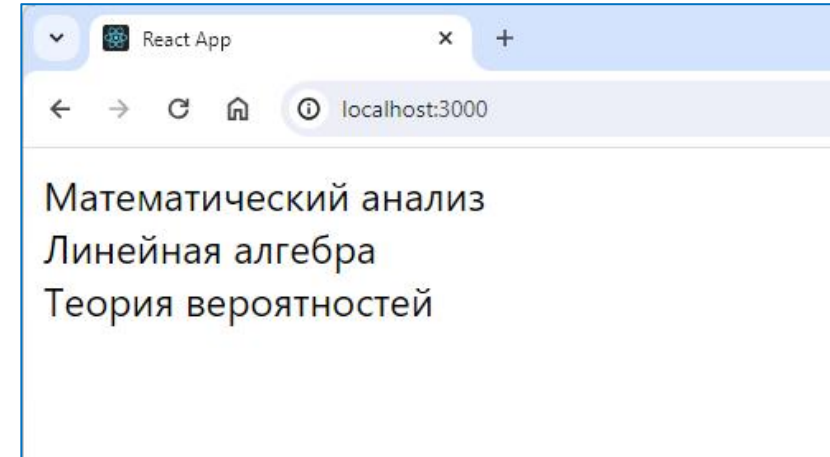 React App
localhost:3000
Математический анализ
Линейная алгебра
Теория вероятностей